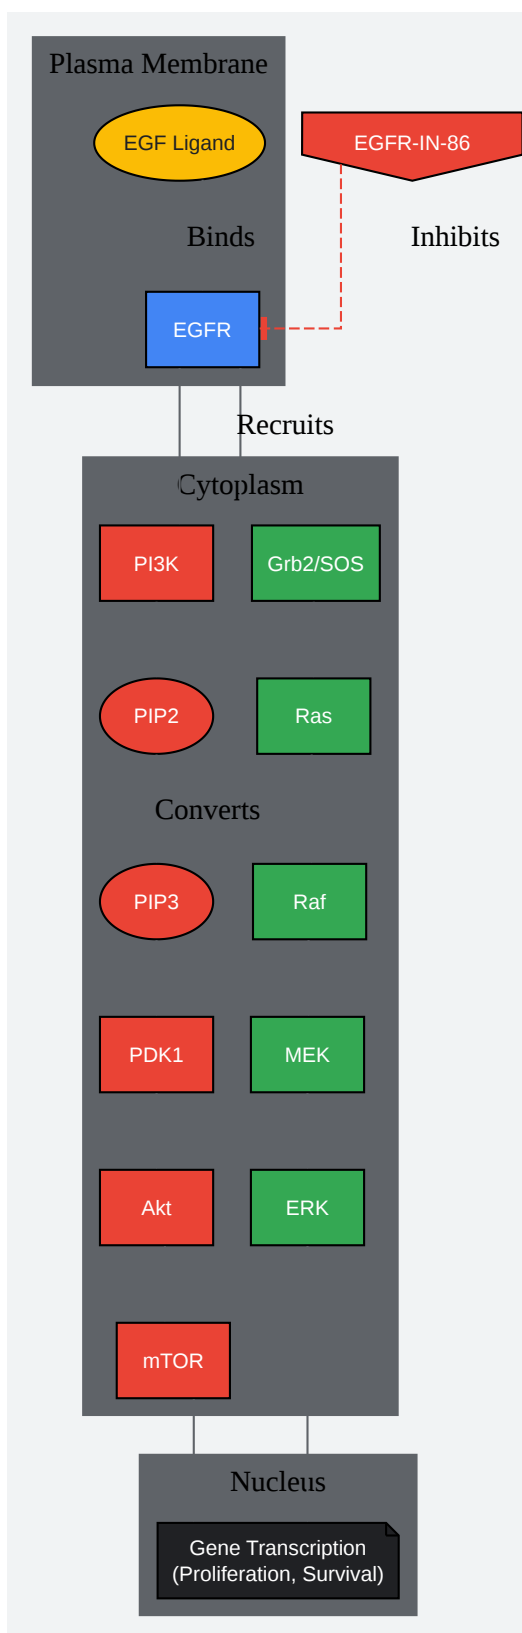 Plasma Membrane
EGF Ligand
EGFR-IN-86
Binds
Inhibits
EGFR
Recruits
Cytoplasm
PI3K
Grb2/SOS
PIP2
Ras
Converts
PIP3
Raf
PDK1
MEK
Akt
ERK
mTOR
Nucleus
Gene Transcription
(Proliferation, Survival)